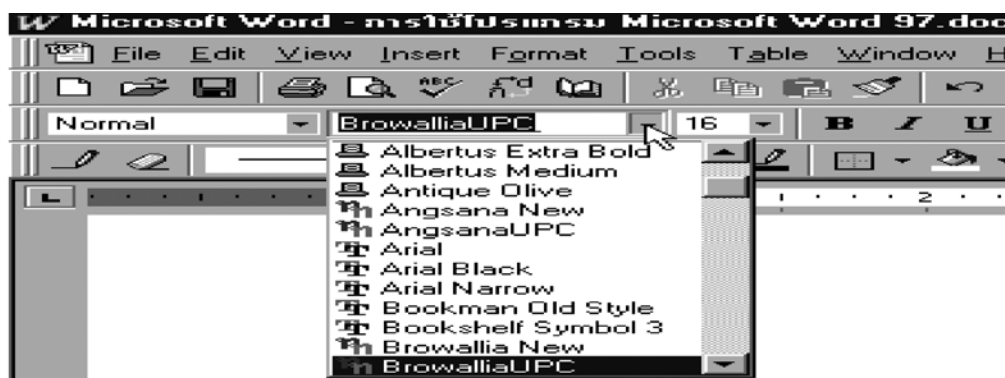 Microsoft Word - การใช้โปรแกรม Microsoft Word 97.doc
File Edit View Insert Format Tools Table Window H
ABC
Normal BrowalliaUPC 16 B I U
Albertus Extra Bold
Albertus Medium
Antique Olive
Angsana New
AngsanaUPC
Arial
Arial Black
Arial Narrow
Bookman Old Style
Bookshelf Symbol 3
Browallia New
BrowalliaUPC
2